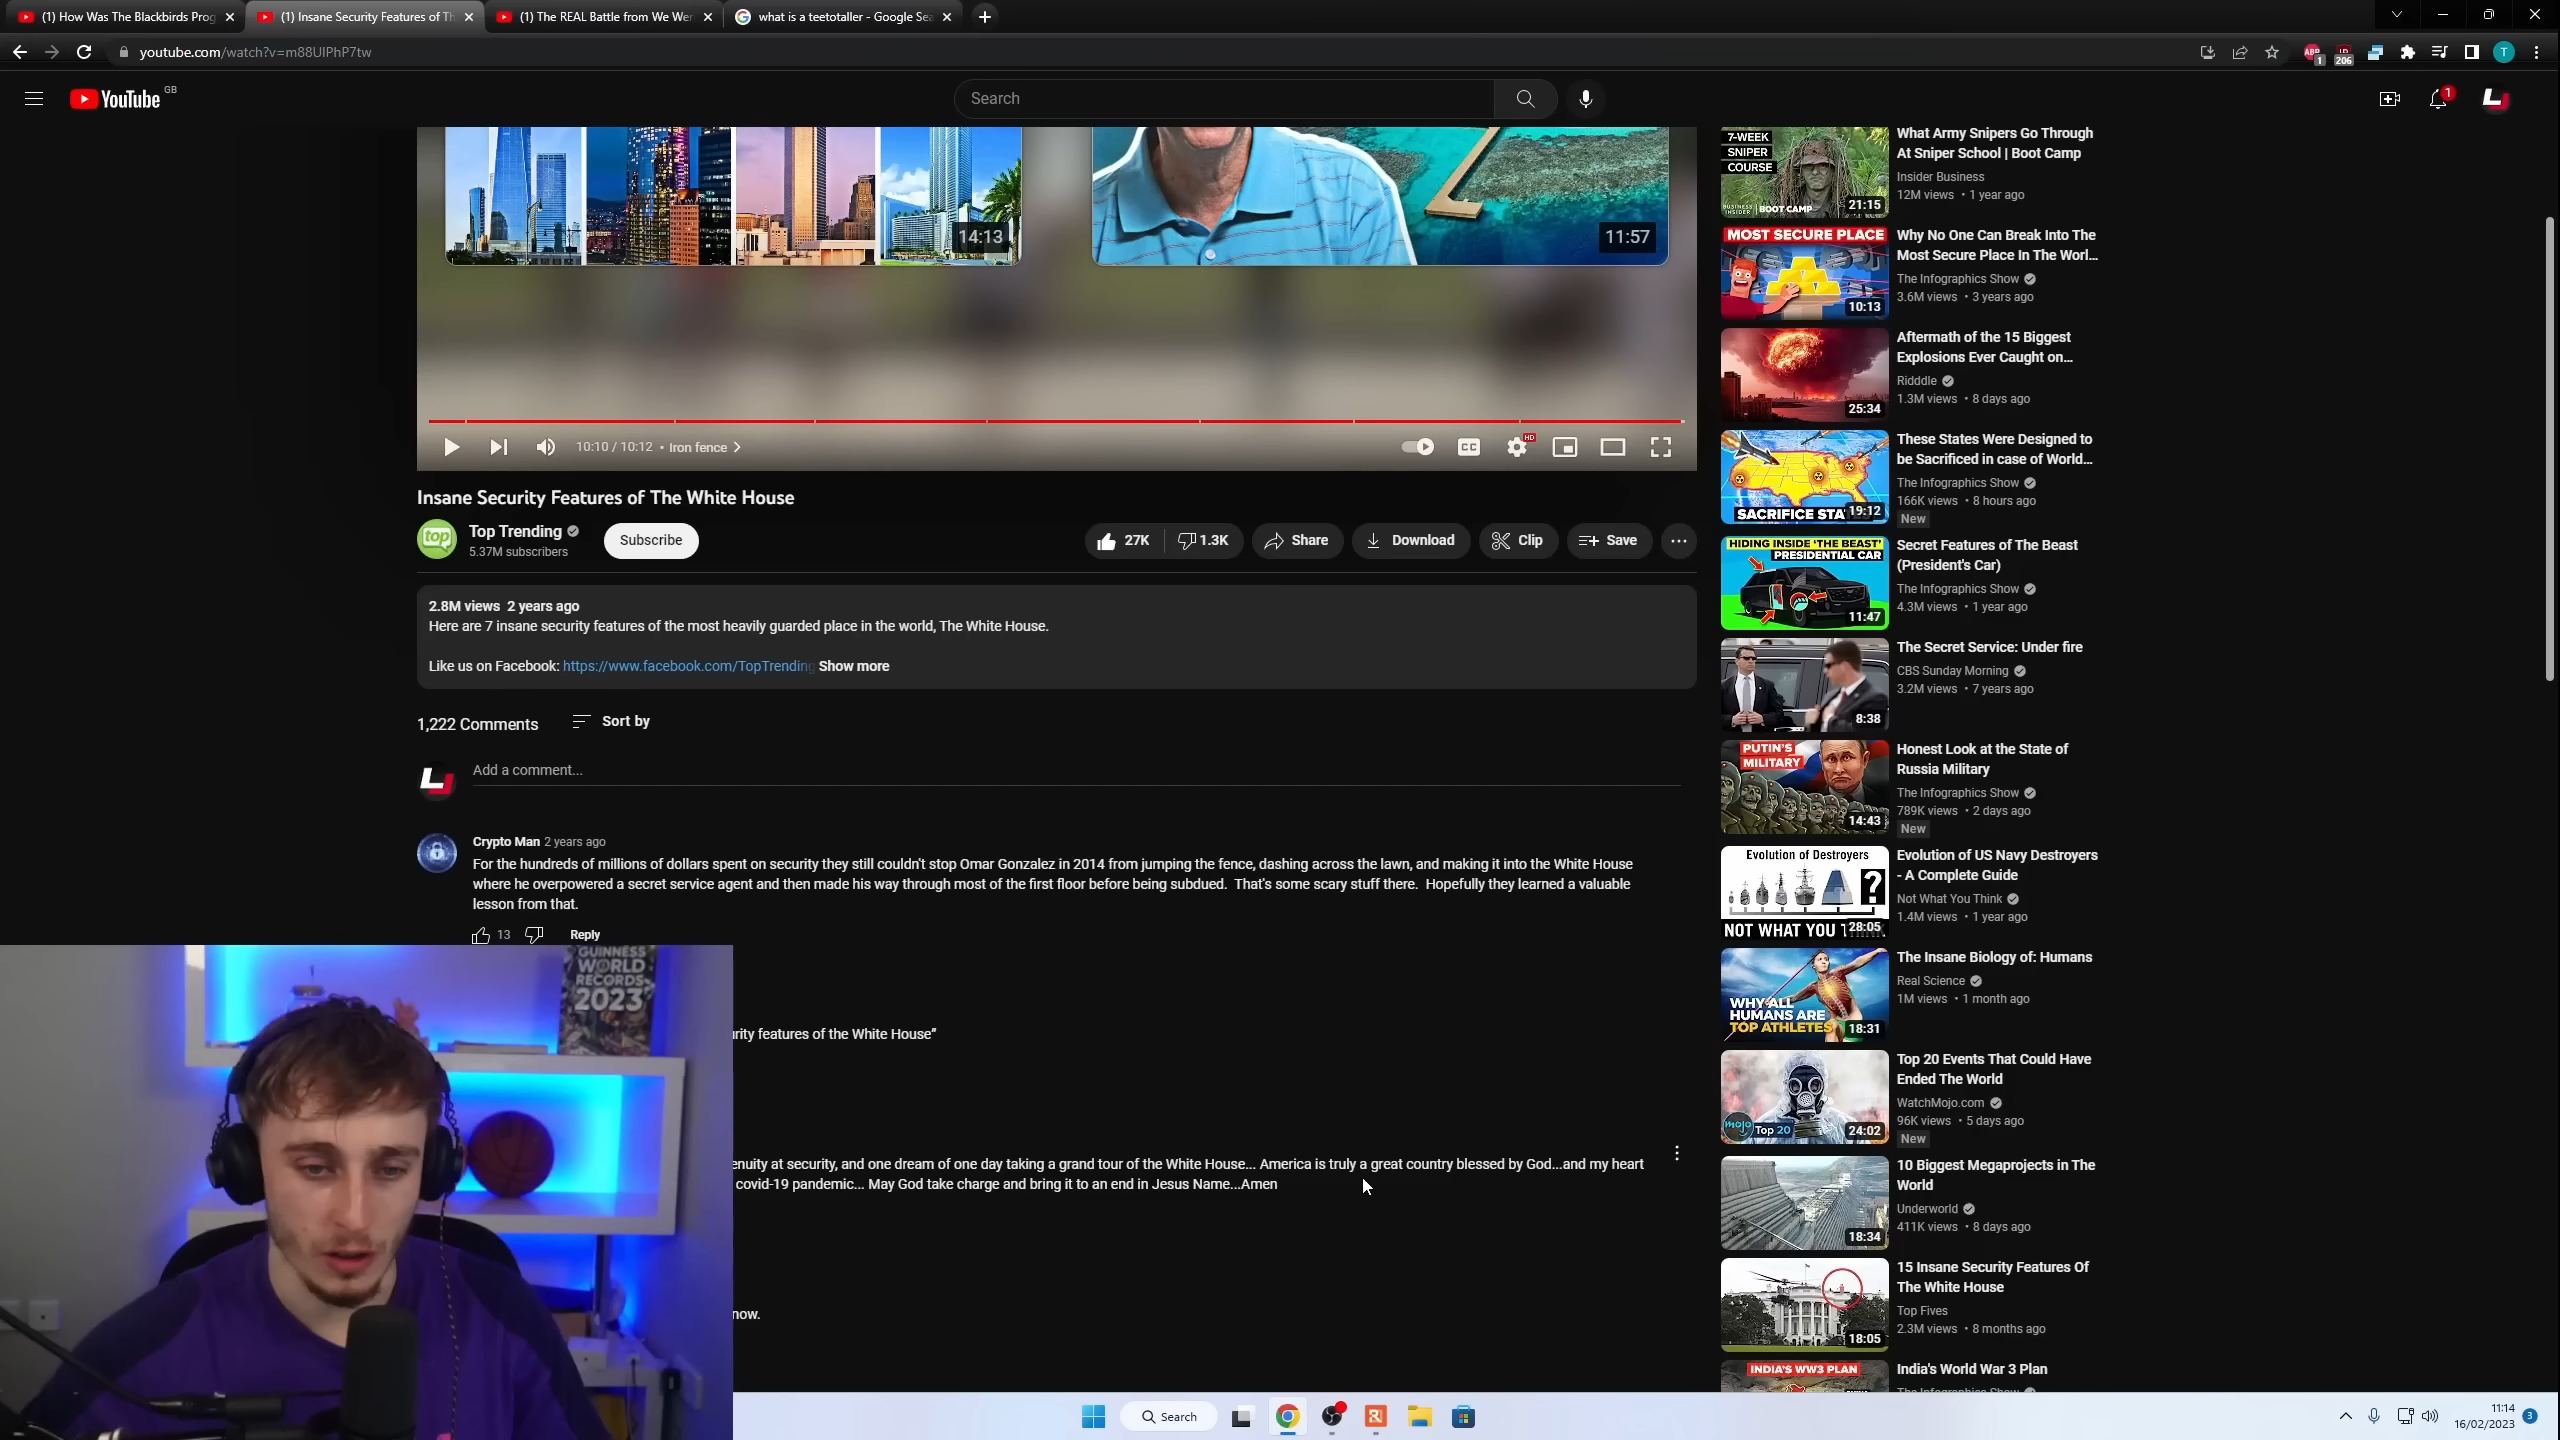 (1) How Was The Blackbirds Prog
(1) Insane Security Features of Th
(1) The REAL Battle from We Wer
what is a teetotaller - Google Sea
youtube.com/watch?v=m88UIPhP7tw
ABP
1
206
T
YouTube GB
Search
1
14:13
11:57
10:10 / 10:12 • Iron fence
CC
HD
Insane Security Features of The White House
top
Top Trending
5.37M subscribers
Subscribe
27K
1.3K
Share
Download
Clip
Save
2.8M views 2 years ago
Here are 7 insane security features of the most heavily guarded place in the world, The White House.
Like us on Facebook: https://www.facebook.com/TopTrending Show more
1,222 Comments
Sort by
Add a comment...
Crypto Man 2 years ago
For the hundreds of millions of dollars spent on security they still couldn't stop Omar Gonzalez in 2014 from jumping the fence, dashing across the lawn, and making it into the White House
where he overpowered a secret service agent and then made his way through most of the first floor before being subdued. That's some scary stuff there. Hopefully they learned a valuable
lesson from that.
13
Reply
GUINNESS
WORLD
RECORDS
2023
urity features of the White House"
enuity at security, and one dream of one day taking a grand tour of the White House... America is truly a great country blessed by God...and my heart
covid-19 pandemic... May God take charge and bring it to an end in Jesus Name...Amen
now.
7-WEEK
SNIPER
COURSE
BUSINESS
INSIDER
BOOT CAMP
21:15
What Army Snipers Go Through
At Sniper School | Boot Camp
Insider Business
12M views • 1 year ago
MOST SECURE PLACE
10:13
Why No One Can Break Into The
Most Secure Place In The Worl...
The Infographics Show
3.6M views • 3 years ago
25:34
Aftermath of the 15 Biggest
Explosions Ever Caught on...
Ridddle
1.3M views • 8 days ago
SACRIFICE STA
19:12
These States Were Designed to
be Sacrificed in case of World...
The Infographics Show
166K views • 8 hours ago
New
HIDING INSIDE 'THE BEAST'
PRESIDENTIAL CAR
11:47
Secret Features of The Beast
(President's Car)
The Infographics Show
4.3M views • 1 year ago
8:38
The Secret Service: Under fire
CBS Sunday Morning
3.2M views • 7 years ago
PUTIN'S
MILITARY
14:43
Honest Look at the State of
Russia Military
The Infographics Show
789K views • 2 days ago
New
Evolution of Destroyers
?
NOT WHAT YOU
28:05
Evolution of US Navy Destroyers
- A Complete Guide
Not What You Think
1.4M views • 1 year ago
WHY ALL
HUMANS ARE
TOP ATHLETES
18:31
The Insane Biology of: Humans
Real Science
1M views • 1 month ago
mojo
Top 20
24:02
Top 20 Events That Could Have
Ended The World
WatchMojo.com
96K views • 5 days ago
New
18:34
10 Biggest Megaprojects in The
World
Underworld
411K views • 8 days ago
18:05
15 Insane Security Features Of
The White House
Top Fives
2.3M views • 8 months ago
INDIA'S WW3 PLAN
India's World War 3 Plan
Search
11:14
16/02/2023
3